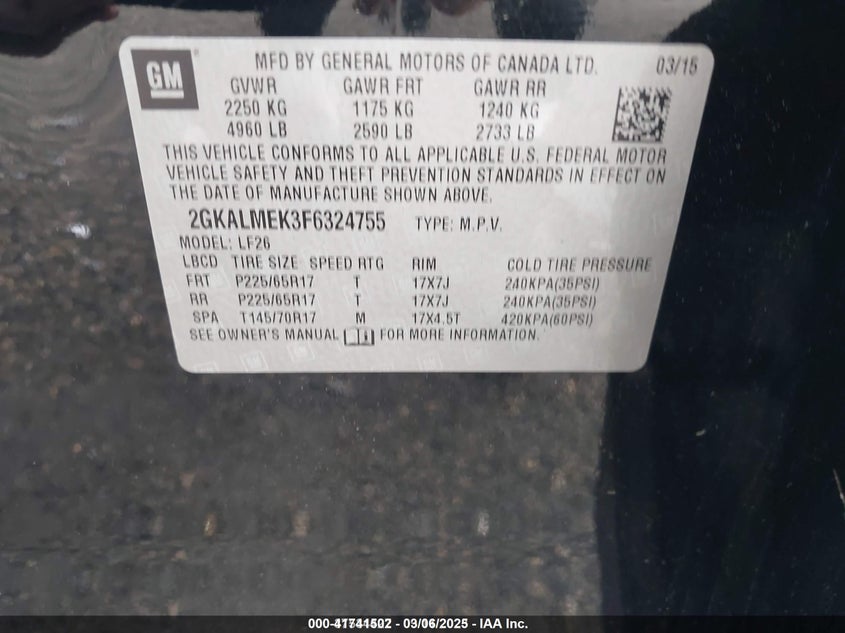 GM
MFD BY GENERAL MOTORS OF CANADA LTD. 03/15
GVWR GAWR FRT GAWR RR
2250 KG 1175 KG 1240 KG
4960 LB 2590 LB 2733 LB
THIS VEHICLE CONFORMS TO ALL APPLICABLE U.S. FEDERAL MOTOR
VEHICLE SAFETY AND THEFT PREVENTION STANDARDS IN EFFECT ON
THE DATE OF MANUFACTURE SHOWN ABOVE.
2GKALMEK3F6324755 TYPE: M.P.V.
MODEL: LF26
LBCD TIRE SIZE SPEED RTG RIM COLD TIRE PRESSURE
FRT P225/65R17 T 17X7J 240KPA(35PSI)
RR P225/65R17 T 17X7J 240KPA(35PSI)
SPA T145/70R17 M 17X4.5T 420KPA(60PSI)
SEE OWNER'S MANUAL FOR MORE INFORMATION.
000-41741502 - 09/06/2025 - IAA Inc.